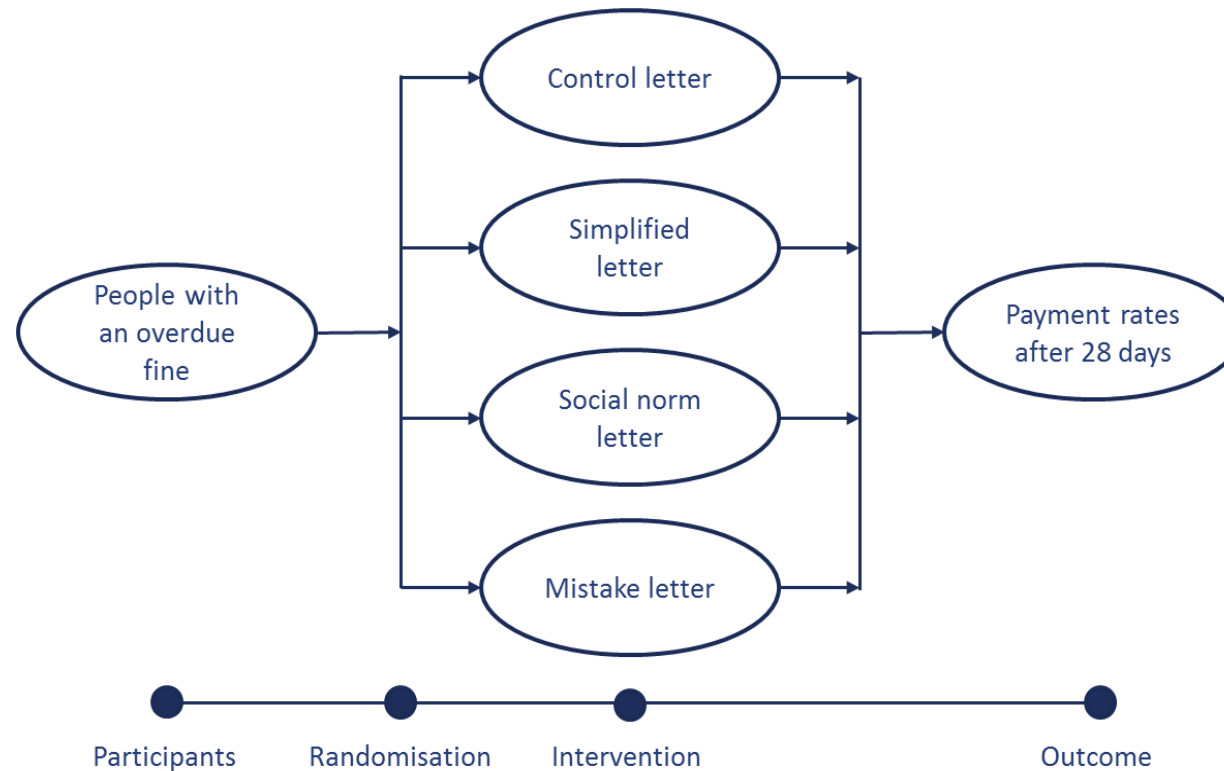 Control letter
Simplified
letter
People with
an overdue
fine
Payment rates
after 28 days
Social norm
letter
Mistake letter
Participants
Randomisation
Intervention
Outcome